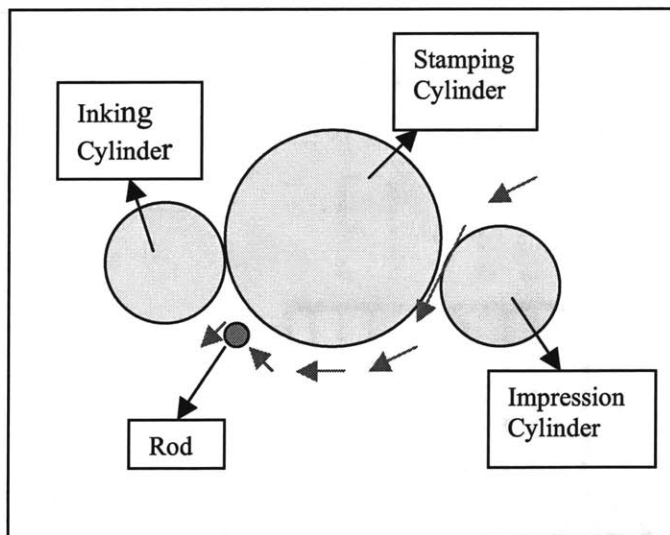 Stamping
Cylinder
Inking
Cylinder
Rod
Impression
Cylinder